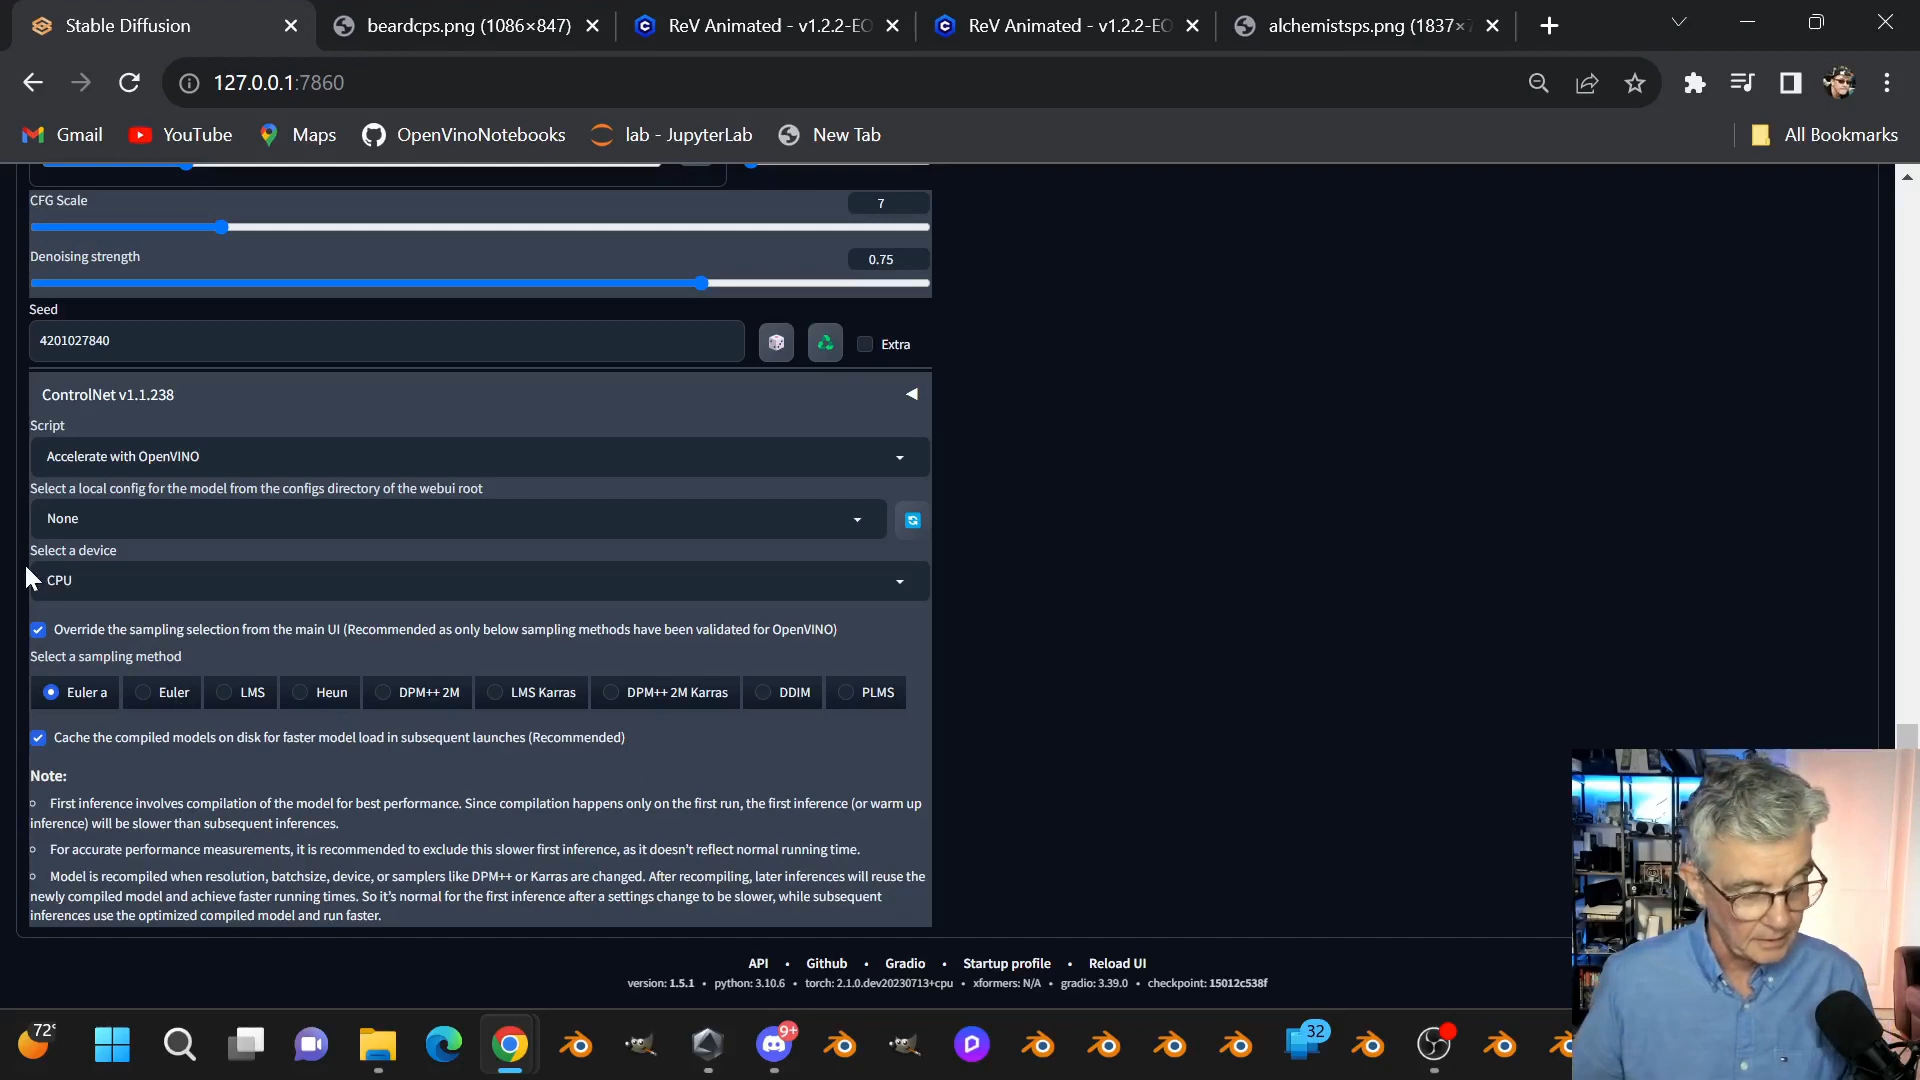 Stable Diffusion
beardcps.png (1086×847)
ReV Animated - v1.2.2-EO
ReV Animated - v1.2.2-EO
alchemistsps.png (1837×
127.0.0.1:7860
Gmail
YouTube
Maps
OpenVinoNotebooks
lab - JupyterLab
New Tab
All Bookmarks
CFG Scale
7
Denoising strength
0.75
Seed
4201027840
Extra
ControlNet v1.1.238
Script
Accelerate with OpenVINO
Select a local config for the model from the configs directory of the webui root
None
Select a device
CPU
Override the sampling selection from the main UI (Recommended as only below sampling methods have been validated for OpenVINO)
Select a sampling method
Euler a
Euler
LMS
Heun
DPM++ 2M
LMS Karras
DPM++ 2M Karras
DDIM
PLMS
Cache the compiled models on disk for faster model load in subsequent launches (Recommended)
Note:
First inference involves compilation of the model for best performance. Since compilation happens only on the first run, the first inference (or warm up
inference) will be slower than subsequent inferences.
For accurate performance measurements, it is recommended to exclude this slower first inference, as it doesn't reflect normal running time.
Model is recompiled when resolution, batchsize, device, or samplers like DPM++ or Karras are changed. After recompiling, later inferences will reuse the
newly compiled model and achieve faster running times. So it's normal for the first inference after a settings change to be slower, while subsequent
inferences use the optimized compiled model and run faster.
API • Github • Gradio • Startup profile • Reload UI
version: 1.5.1 • python: 3.10.6 • torch: 2.1.0.dev20230713+cpu • xformers: N/A • gradio: 3.39.0 • checkpoint: 15012c538f
72°
9+
32